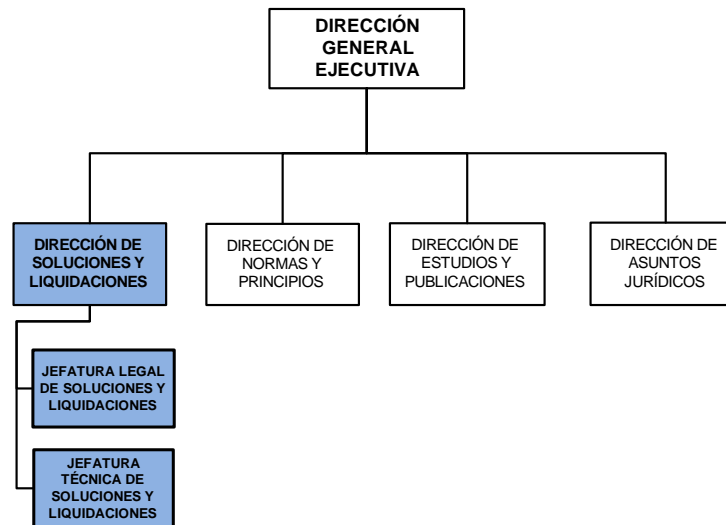 DIRECCIÓN
GENERAL
EJECUTIVA
DIRECCIÓN DE
SOLUCIONES Y
LIQUIDACIONES
DIRECCIÓN DE
NORMAS Y
PRINCIPIOS
DIRECCIÓN DE
ESTUDIOS Y
PUBLICACIONES
DIRECCIÓN DE
ASUNTOS
JURÍDICOS
JEFATURA LEGAL
DE SOLUCIONES Y
LIQUIDACIONES
JEFATURA
TÉCNICA DE
SOLUCIONES Y
LIQUIDACIONES